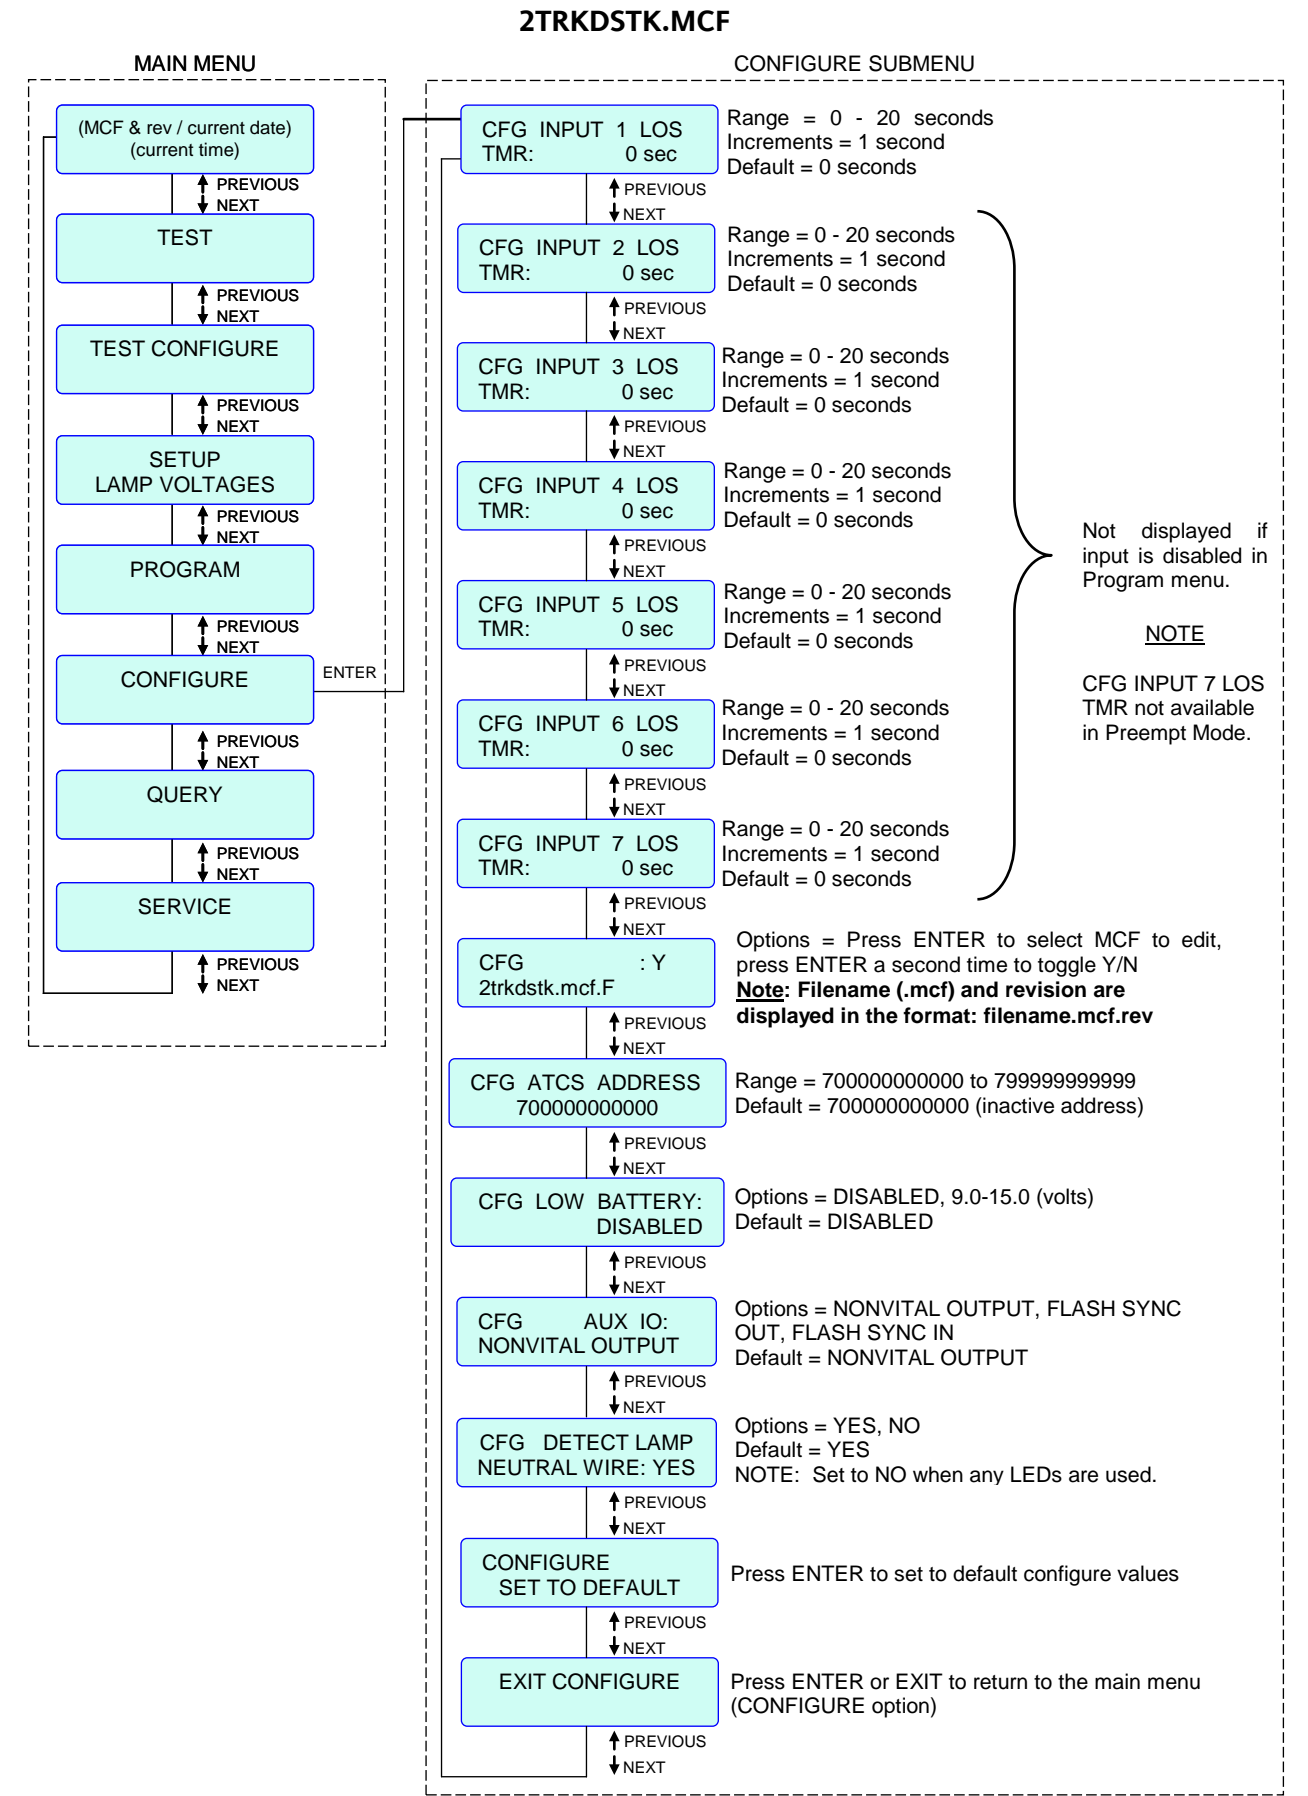 2TRKDSTK.MCF
MAIN MENU
(MCF & rev / current date)
(current time)
PREVIOUS
NEXT
TEST
PREVIOUS
NEXT
TEST CONFIGURE
PREVIOUS
NEXT
SETUP
LAMP VOLTAGES
PREVIOUS
NEXT
PROGRAM
PREVIOUS
NEXT
CONFIGURE
ENTER
PREVIOUS
NEXT
QUERY
PREVIOUS
NEXT
SERVICE
PREVIOUS
NEXT
CONFIGURE SUBMENU
CFG INPUT 1 LOS
TMR: 0 sec
Range = 0 - 20 seconds
Increments = 1 second
Default = 0 seconds
PREVIOUS
NEXT
CFG INPUT 2 LOS
TMR: 0 sec
Range = 0 - 20 seconds
Increments = 1 second
Default = 0 seconds
PREVIOUS
NEXT
CFG INPUT 3 LOS
TMR: 0 sec
Range = 0 - 20 seconds
Increments = 1 second
Default = 0 seconds
PREVIOUS
NEXT
CFG INPUT 4 LOS
TMR: 0 sec
Range = 0 - 20 seconds
Increments = 1 second
Default = 0 seconds
PREVIOUS
NEXT
CFG INPUT 5 LOS
TMR: 0 sec
Range = 0 - 20 seconds
Increments = 1 second
Default = 0 seconds
PREVIOUS
NEXT
CFG INPUT 6 LOS
TMR: 0 sec
Range = 0 - 20 seconds
Increments = 1 second
Default = 0 seconds
PREVIOUS
NEXT
CFG INPUT 7 LOS
TMR: 0 sec
Range = 0 - 20 seconds
Increments = 1 second
Default = 0 seconds
Not displayed if
input is disabled in
Program menu.
NOTE
CFG INPUT 7 LOS
TMR not available
in Preempt Mode.
PREVIOUS
NEXT
CFG : Y
2trkdstk.mcf.F
Options = Press ENTER to select MCF to edit,
press ENTER a second time to toggle Y/N
Note: Filename (.mcf) and revision are
displayed in the format: filename.mcf.rev
PREVIOUS
NEXT
CFG ATCS ADDRESS
700000000000
Range = 700000000000 to 799999999999
Default = 700000000000 (inactive address)
PREVIOUS
NEXT
CFG LOW BATTERY:
DISABLED
Options = DISABLED, 9.0-15.0 (volts)
Default = DISABLED
PREVIOUS
NEXT
CFG AUX IO:
NONVITAL OUTPUT
Options = NONVITAL OUTPUT, FLASH SYNC
OUT, FLASH SYNC IN
Default = NONVITAL OUTPUT
PREVIOUS
NEXT
CFG DETECT LAMP
NEUTRAL WIRE: YES
Options = YES, NO
Default = YES
NOTE: Set to NO when any LEDs are used.
PREVIOUS
NEXT
CONFIGURE
SET TO DEFAULT
Press ENTER to set to default configure values
PREVIOUS
NEXT
EXIT CONFIGURE
Press ENTER or EXIT to return to the main menu
(CONFIGURE option)
PREVIOUS
NEXT